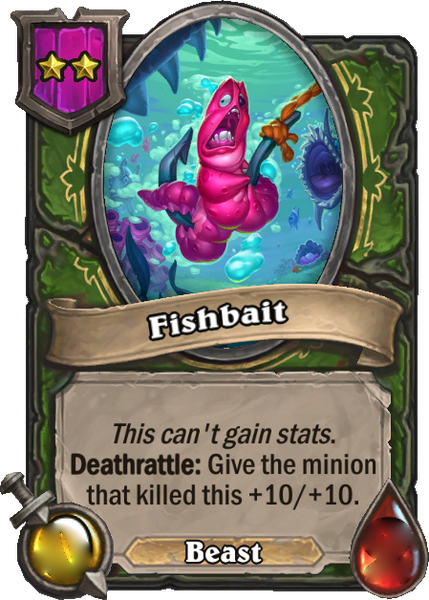 Fishbait
This can't gain stats.
Deathrattle: Give the minion
that killed this +10/+10.
Beast